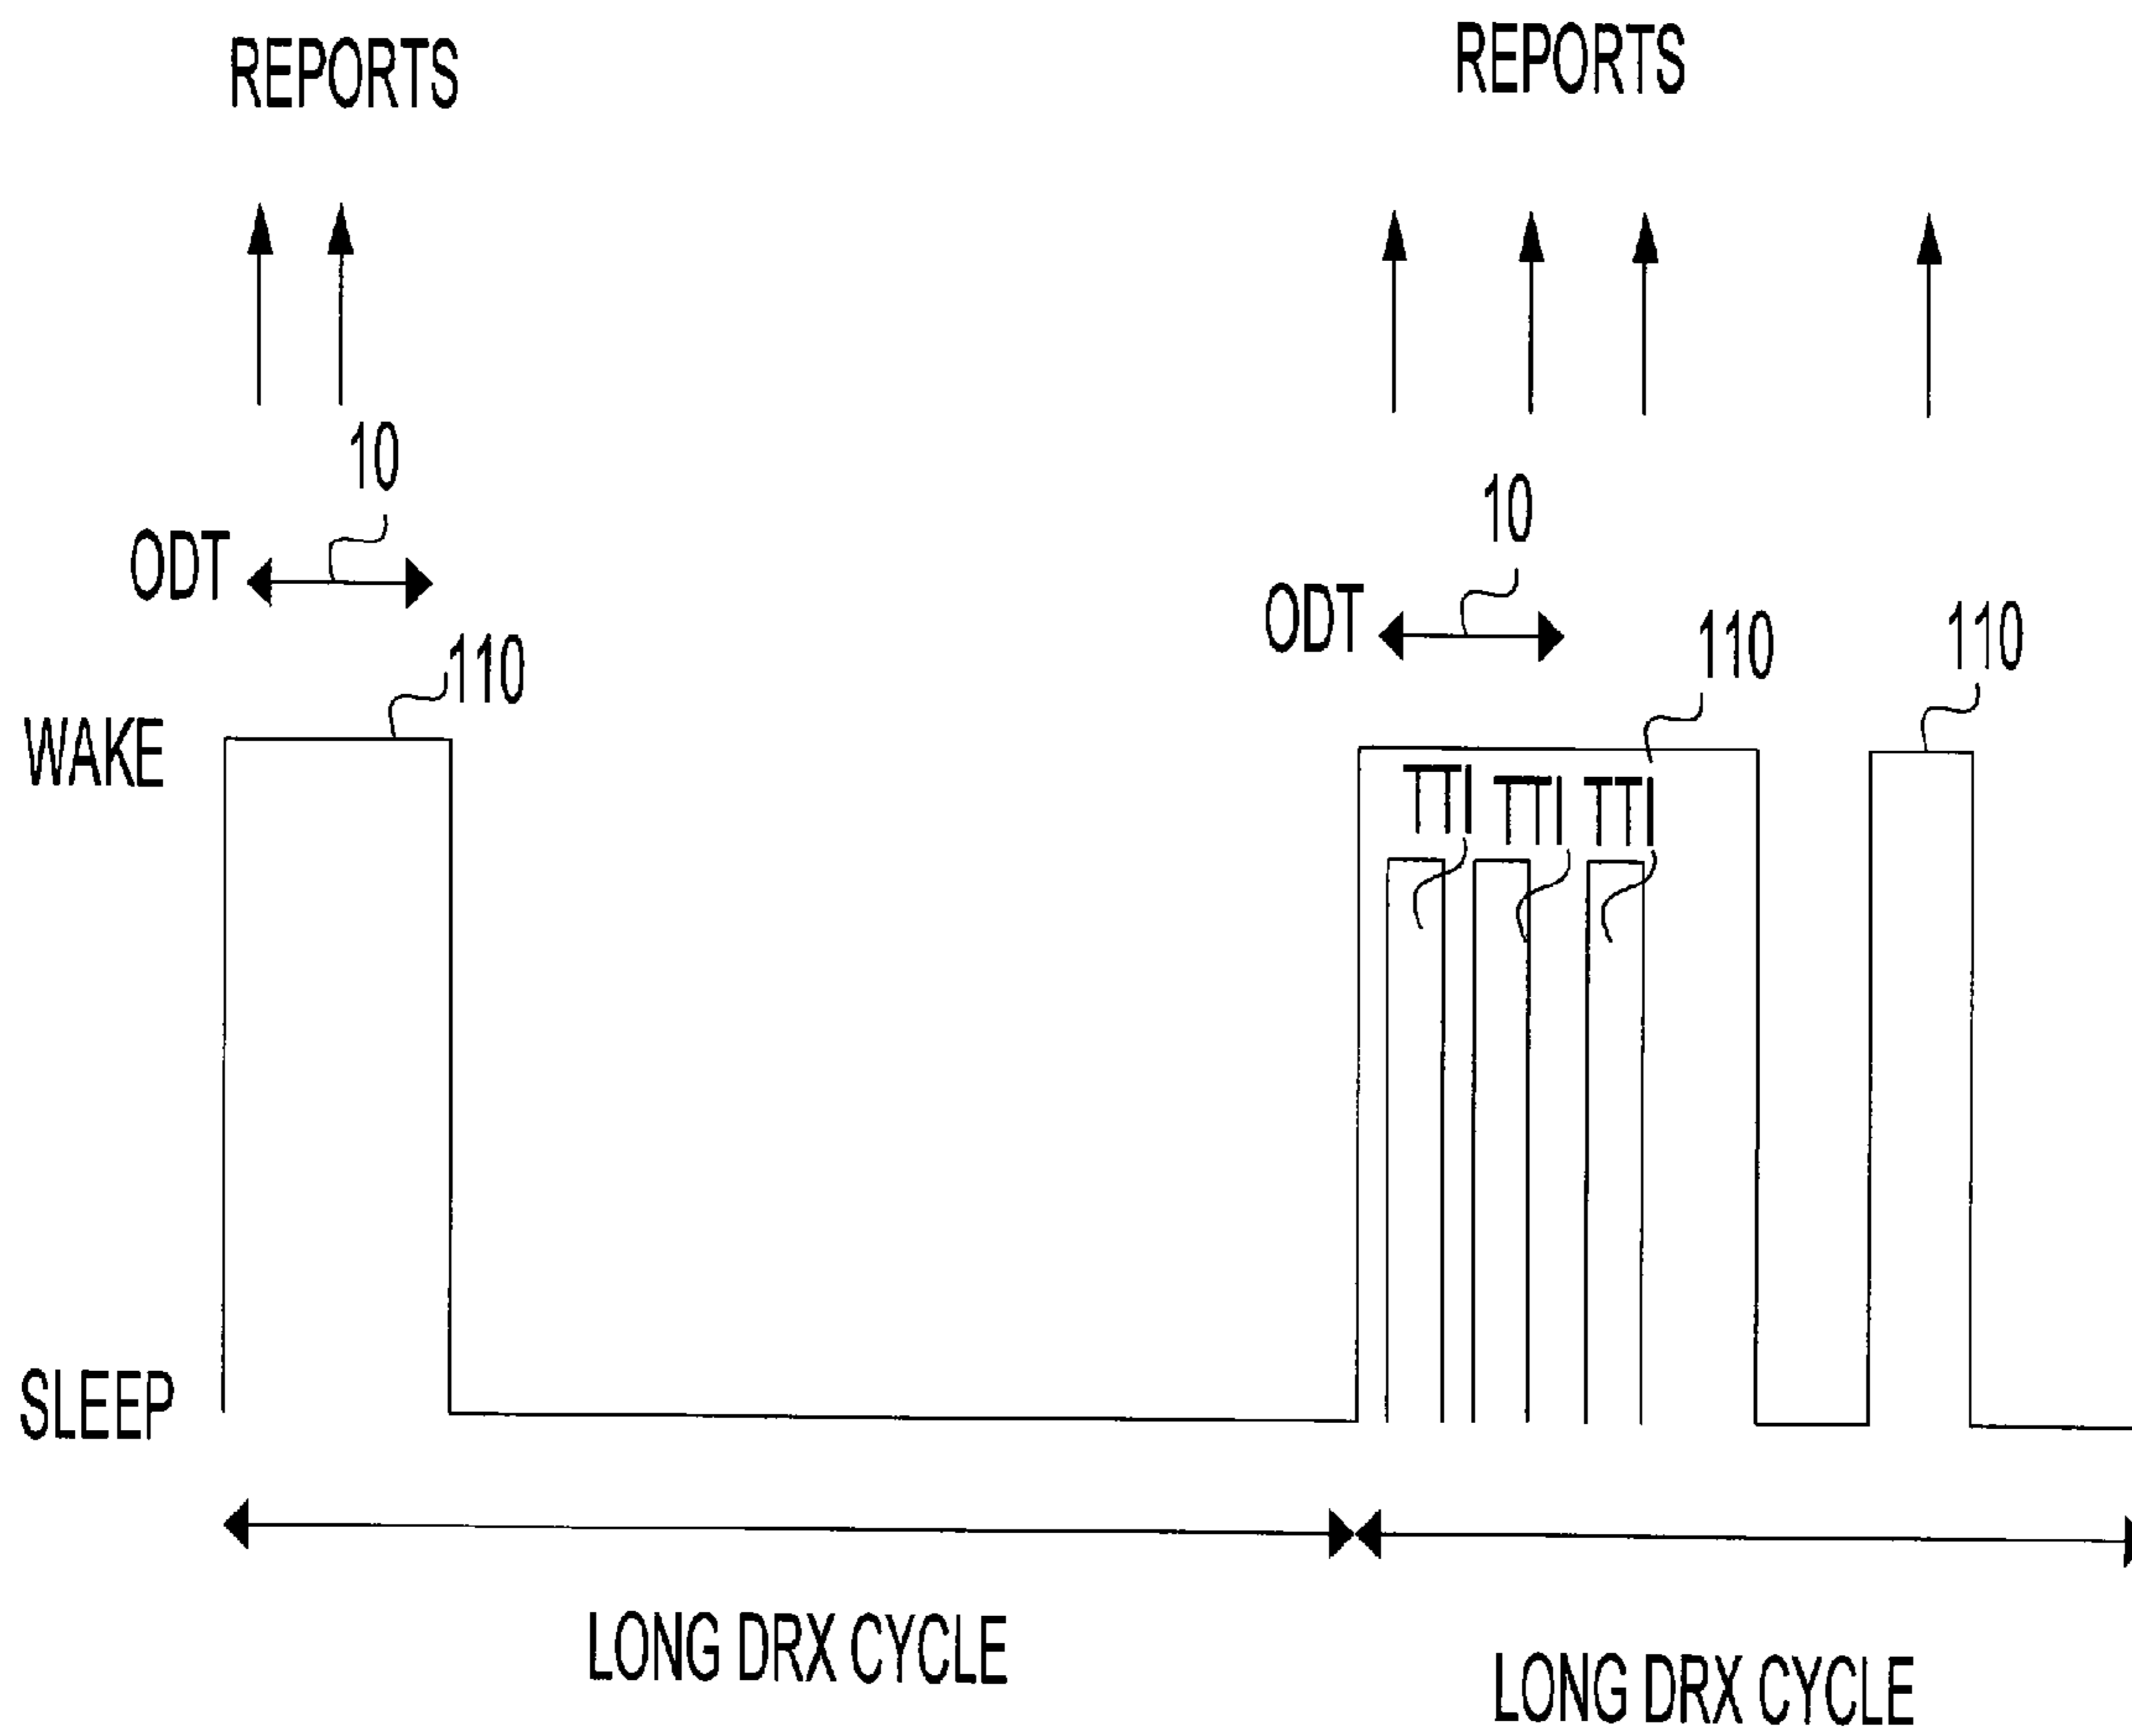 REPORTS
REPORTS
10
10
ODT
ODT
110
110
110
WAKE
TTI TTI TTI
SLEEP
LONG DRX CYCLE
LONG DRX CYCLE